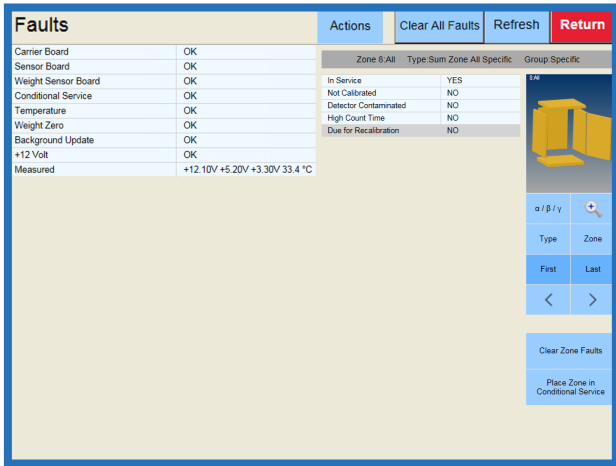 Faults
Actions
Clear All Faults
Refresh
Return
Carrier Board OK
Sensor Board OK
Weight Sensor Board OK
Conditional Service OK
Temperature OK
Weight Zero OK
Background Update OK
+12 Volt OK
Measured +12.10V +5.20V +3.30V 33.4 °C
Zone 8:All Type:Sum Zone All Specific Group:Specific
In Service YES
Not Calibrated NO
Detector Contaminated NO
High Count Time NO
Due for Recalibration NO
8:All
α / β / γ
Type Zone
First Last
Clear Zone Faults
Place Zone in
Conditional Service